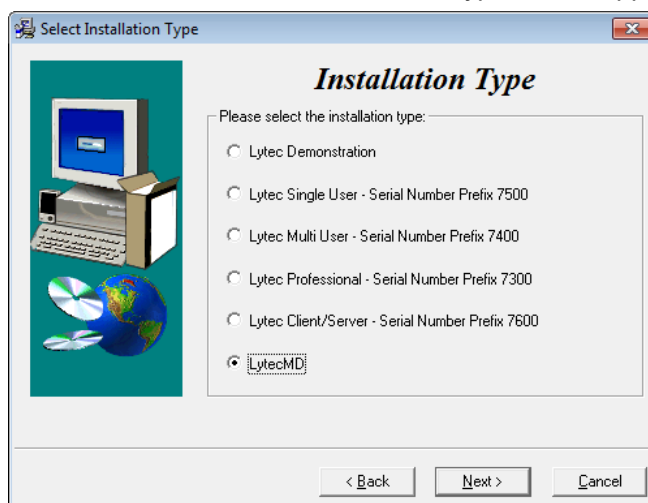 Select Installation Type
Installation Type
Please select the installation type:
Lytec Demonstration
Lytec Single User - Serial Number Prefix 7500
Lytec Multi User - Serial Number Prefix 7400
Lytec Professional - Serial Number Prefix 7300
Lytec Client/Server - Serial Number Prefix 7600
LytecMD
< Back Next > Cancel